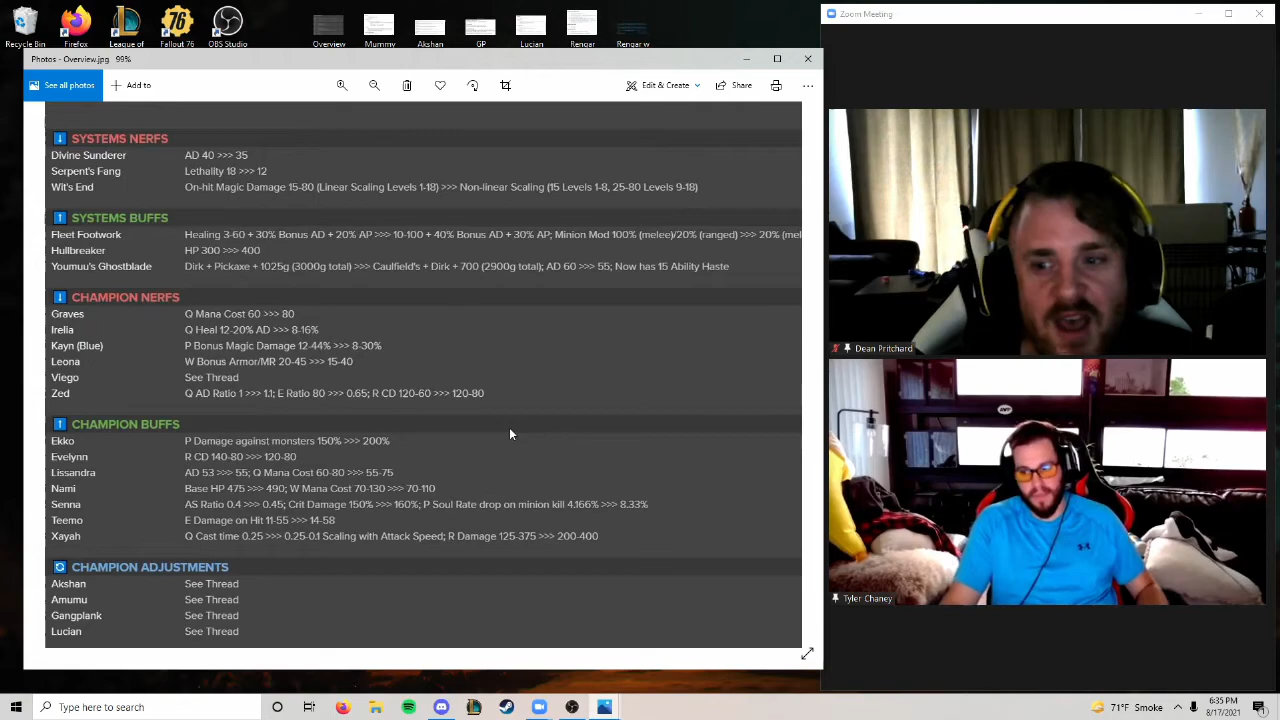 Recycle Bin
Firefox
League of
Fallout 76
OBS Studio
Overview
Mummy
Akshan
GP
Lucian
Rengar
Rengar w
Zoom Meeting
Photos - Overview.jpg 99%
See all photos
Add to
Edit & Create
Share
SYSTEMS NERFS
Divine Sunderer AD 40 >>> 35
Serpent's Fang Lethality 18 >>> 12
Wit's End On-hit Magic Damage 15-80 (Linear Scaling Levels 1-18) >>> Non-linear Scaling (15 Levels 1-8, 25-80 Levels 9-18)
SYSTEMS BUFFS
Fleet Footwork Healing 3-60 + 30% Bonus AD + 20% AP >>> 10-100 + 40% Bonus AD + 30% AP; Minion Mod 100% (melee)/20% (ranged) >>> 20% (mel
Hullbreaker HP 300 >>> 400
Youmuu's Ghostblade Dirk + Pickaxe + 1025g (3000g total) >>> Caulfield's + Dirk + 700 (2900g total); AD 60 >>> 55; Now has 15 Ability Haste
CHAMPION NERFS
Graves Q Mana Cost 60 >>> 80
Irelia Q Heal 12-20% AD >>> 8-16%
Kayn (Blue) P Bonus Magic Damage 12-44% >>> 8-30%
Leona W Bonus Armor/MR 20-45 >>> 15-40
Viego See Thread
Zed Q AD Ratio 1 >>> 1.1; E Ratio 80 >>> 0.65; R CD 120-60 >>> 120-80
CHAMPION BUFFS
Ekko P Damage against monsters 150% >>> 200%
Evelynn R CD 140-80 >>> 120-80
Lissandra AD 53 >>> 55; Q Mana Cost 60-80 >>> 55-75
Nami Base HP 475 >>> 490; W Mana Cost 70-130 >>> 70-110
Senna AS Ratio 0.4 >>> 0.45; Crit Damage 150% >>> 160%; P Soul Rate drop on minion kill 4.166% >>> 8.33%
Teemo E Damage on Hit 11-55 >>> 14-58
Xayah Q Cast time 0.25 >>> 0.25-0.1 Scaling with Attack Speed; R Damage 125-375 >>> 200-400
CHAMPION ADJUSTMENTS
Akshan See Thread
Amumu See Thread
Gangplank See Thread
Lucian See Thread
Dean Pritchard
Tyler Chaney
Type here to search
71°F Smoke
6:35 PM
8/17/2021